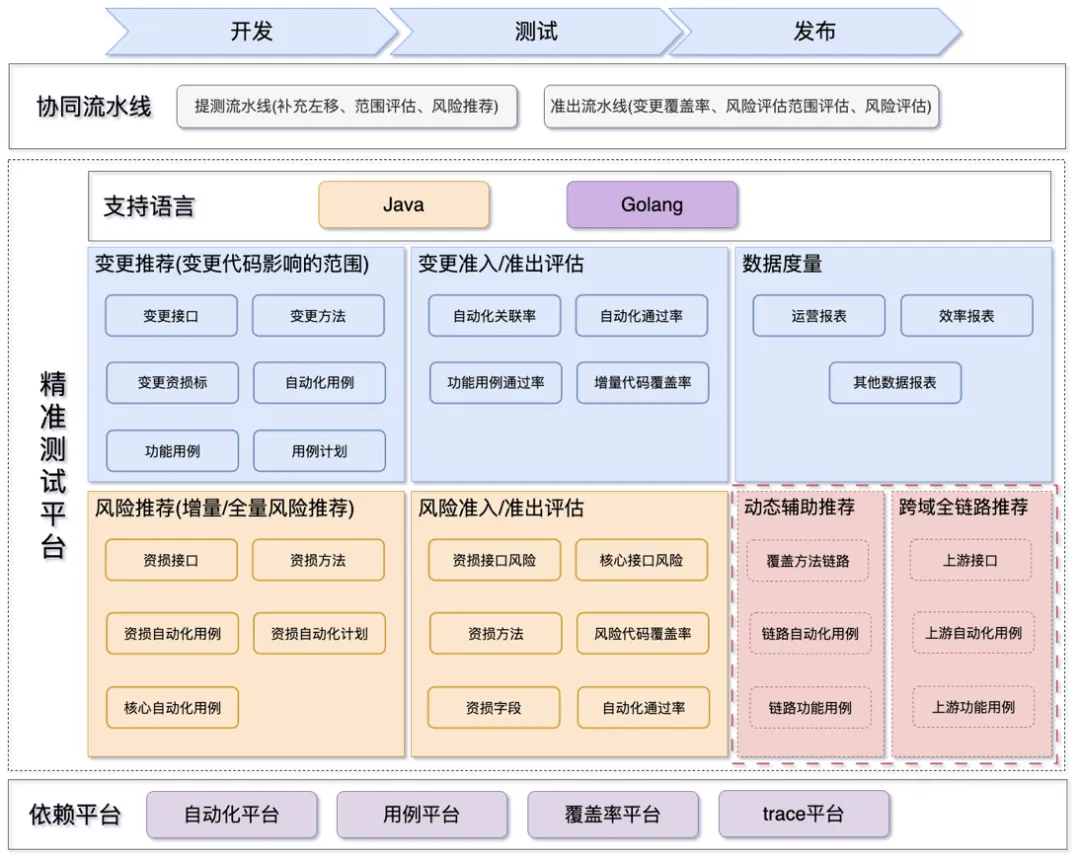 开发
测试
发布
协同流水线
提测流水线(补充左移、范围评估、风险推荐)
准出流水线(变更覆盖率、风险评估范围评估、风险评估)
精准测试平台
支持语言
Java
Golang
变更推荐(变更代码影响的范围)
变更接口
变更方法
变更资损标
自动化用例
功能用例
用例计划
变更准入/准出评估
自动化关联率
自动化通过率
功能用例通过率
增量代码覆盖率
数据度量
运营报表
效率报表
其他数据报表
风险推荐(增量/全量风险推荐)
资损接口
资损方法
资损自动化用例
资损自动化计划
核心自动化用例
风险准入/准出评估
资损接口风险
核心接口风险
资损方法
风险代码覆盖率
资损字段
自动化通过率
动态辅助推荐
覆盖方法链路
链路自动化用例
链路功能用例
跨域全链路推荐
上游接口
上游自动化用例
上游功能用例
依赖平台
自动化平台
用例平台
覆盖率平台
trace平台